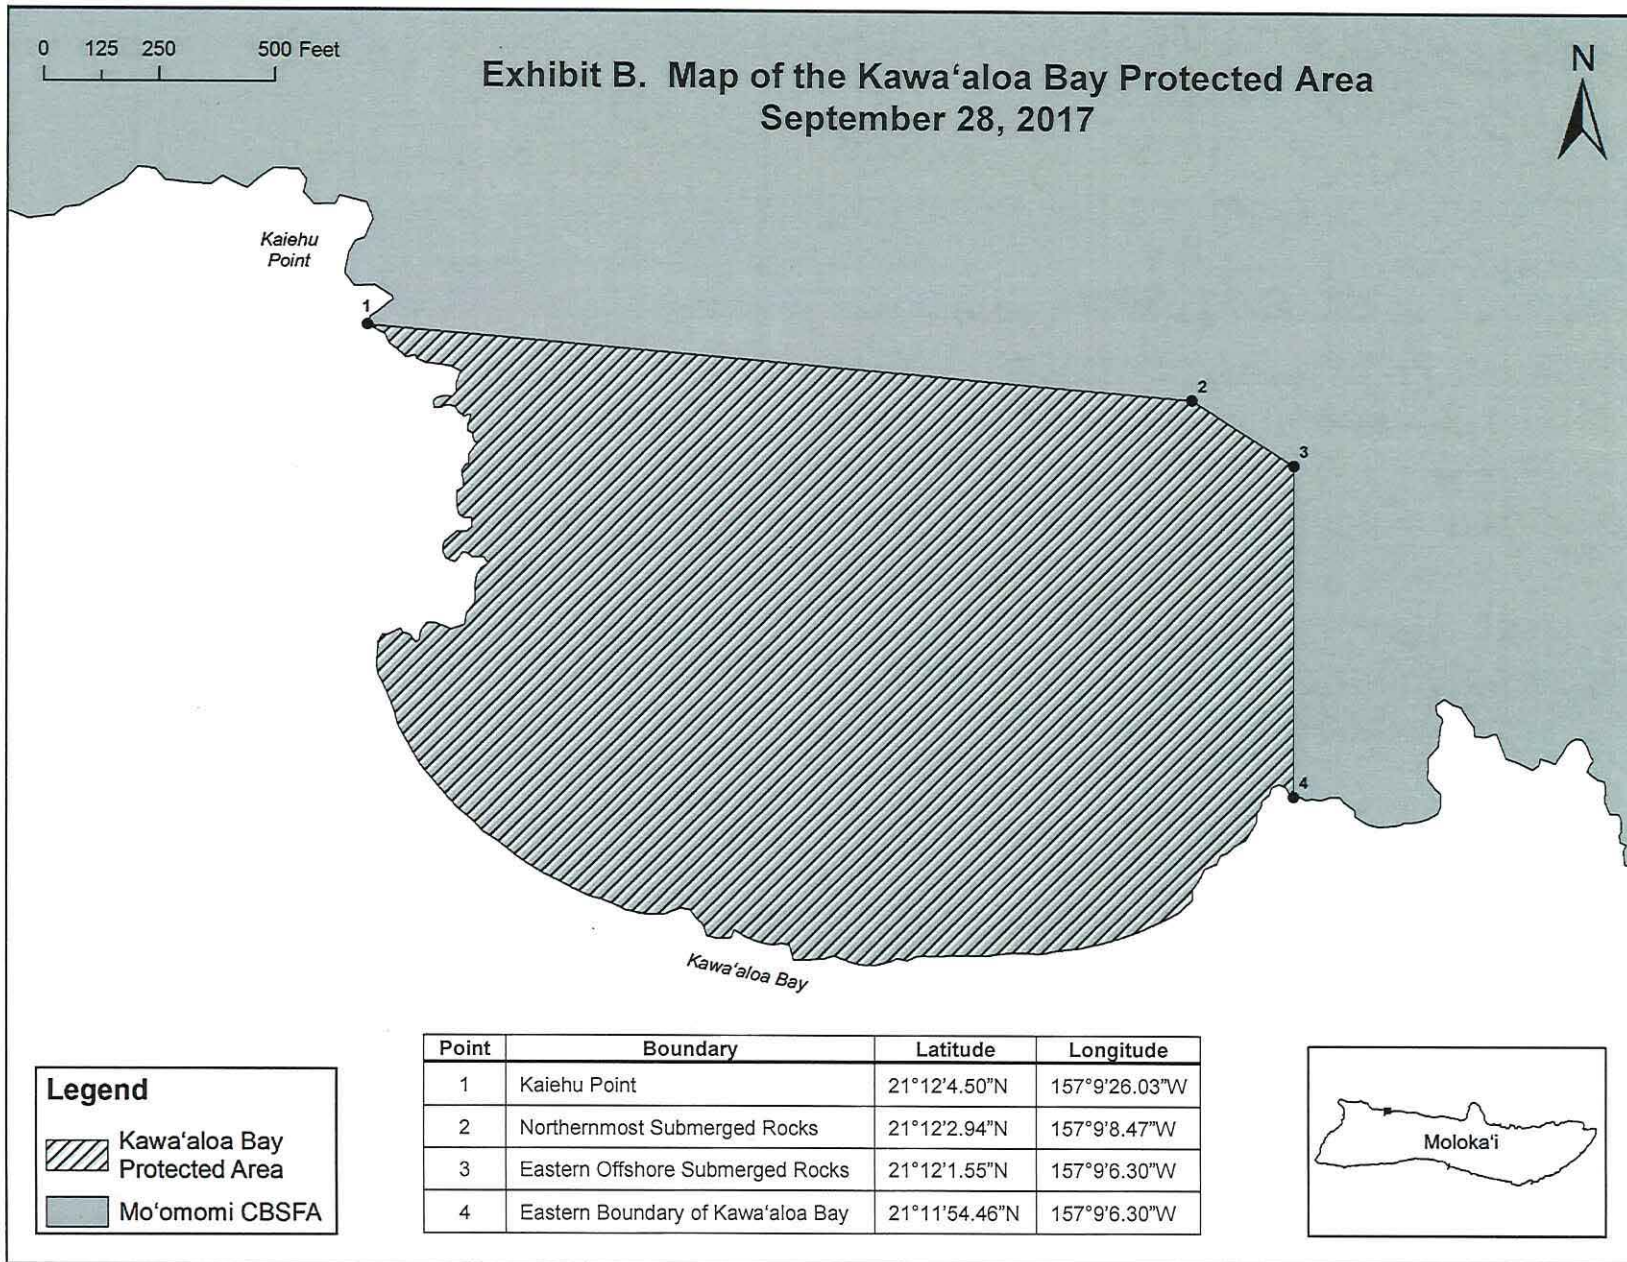 0 125 250 500 Feet
Exhibit B. Map of the Kawa‘aloa Bay Protected Area
September 28, 2017
N
Kaiehu
Point
1
2
3
4
Kawa‘aloa Bay
Point Boundary Latitude Longitude
1 Kaiehu Point 21°12'4.50"N 157°9'26.03"W
2 Northernmost Submerged Rocks 21°12'2.94"N 157°9'8.47"W
3 Eastern Offshore Submerged Rocks 21°12'1.55"N 157°9'6.30"W
4 Eastern Boundary of Kawa‘aloa Bay 21°11'54.46"N 157°9'6.30"W
Legend
Kawa‘aloa Bay
Protected Area
Mo‘omomi CBSFA
Moloka‘i